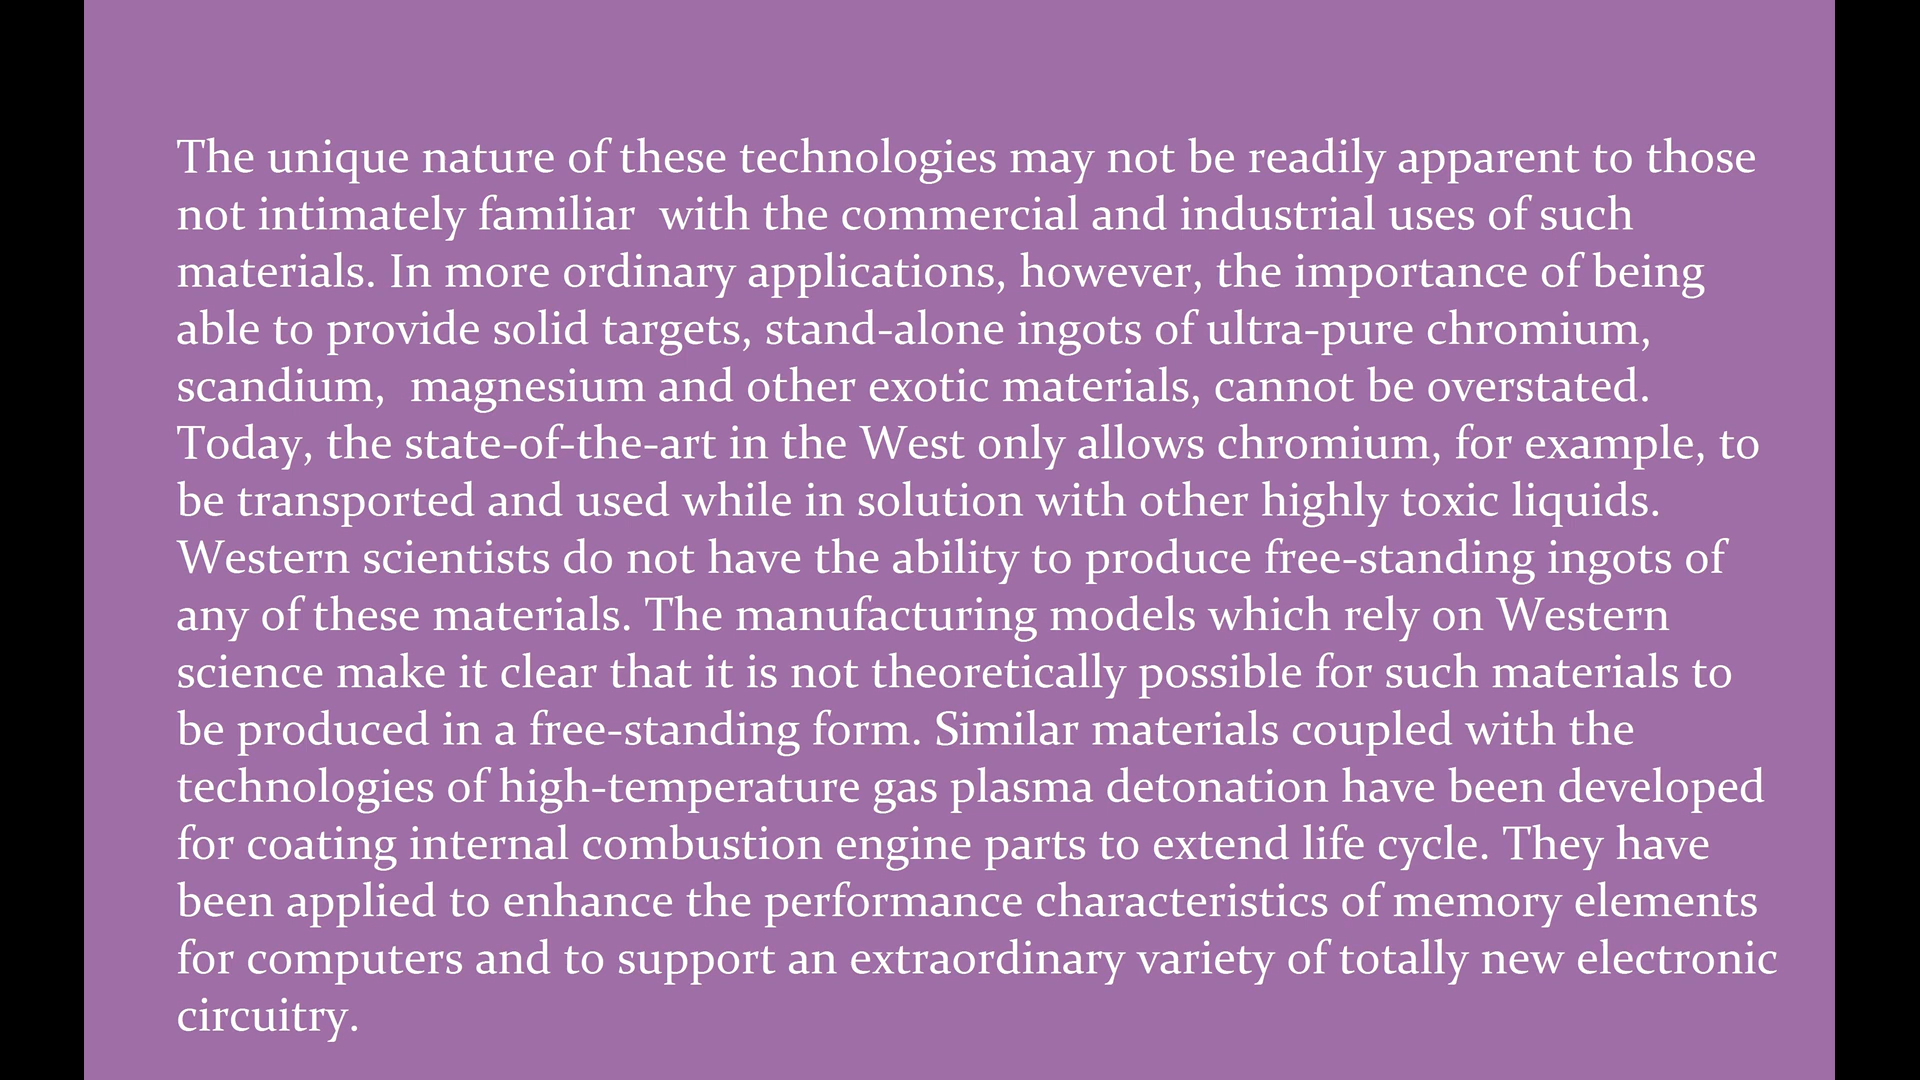 The unique nature of these technologies may not be readily apparent to those
not intimately familiar  with the commercial and industrial uses of such
materials. In more ordinary applications, however, the importance of being
able to provide solid targets, stand-alone ingots of ultra-pure chromium,
scandium,  magnesium and other exotic materials, cannot be overstated.
Today, the state-of-the-art in the West only allows chromium, for example, to
be transported and used while in solution with other highly toxic liquids.
Western scientists do not have the ability to produce free-standing ingots of
any of these materials. The manufacturing models which rely on Western
science make it clear that it is not theoretically possible for such materials to
be produced in a free-standing form. Similar materials coupled with the
technologies of high-temperature gas plasma detonation have been developed
for coating internal combustion engine parts to extend life cycle. They have
been applied to enhance the performance characteristics of memory elements
for computers and to support an extraordinary variety of totally new electronic
circuitry.